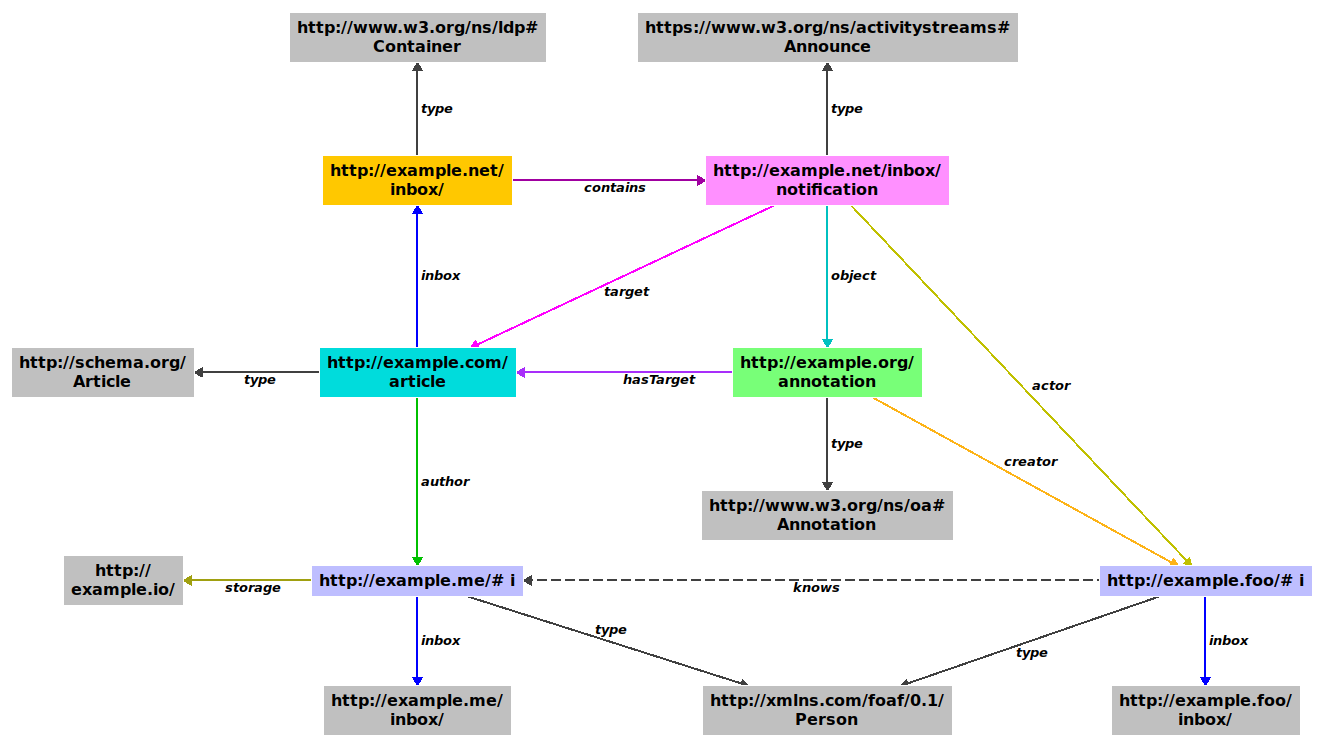 http://www.w3.org/ns/ldp#
Container
https://www.w3.org/ns/activitystreams#
Announce
type
type
http://example.net/
inbox/
contains
http://example.net/inbox/
notification
inbox
target
object
http://schema.org/
Article
type
http://example.com/
article
hasTarget
http://example.org/
annotation
actor
type
creator
author
http://www.w3.org/ns/oa#
Annotation
http://
example.io/
storage
http://example.me/# i
knows
http://example.foo/# i
inbox
type
type
inbox
http://example.me/
inbox/
http://xmlns.com/foaf/0.1/
Person
http://example.foo/
inbox/